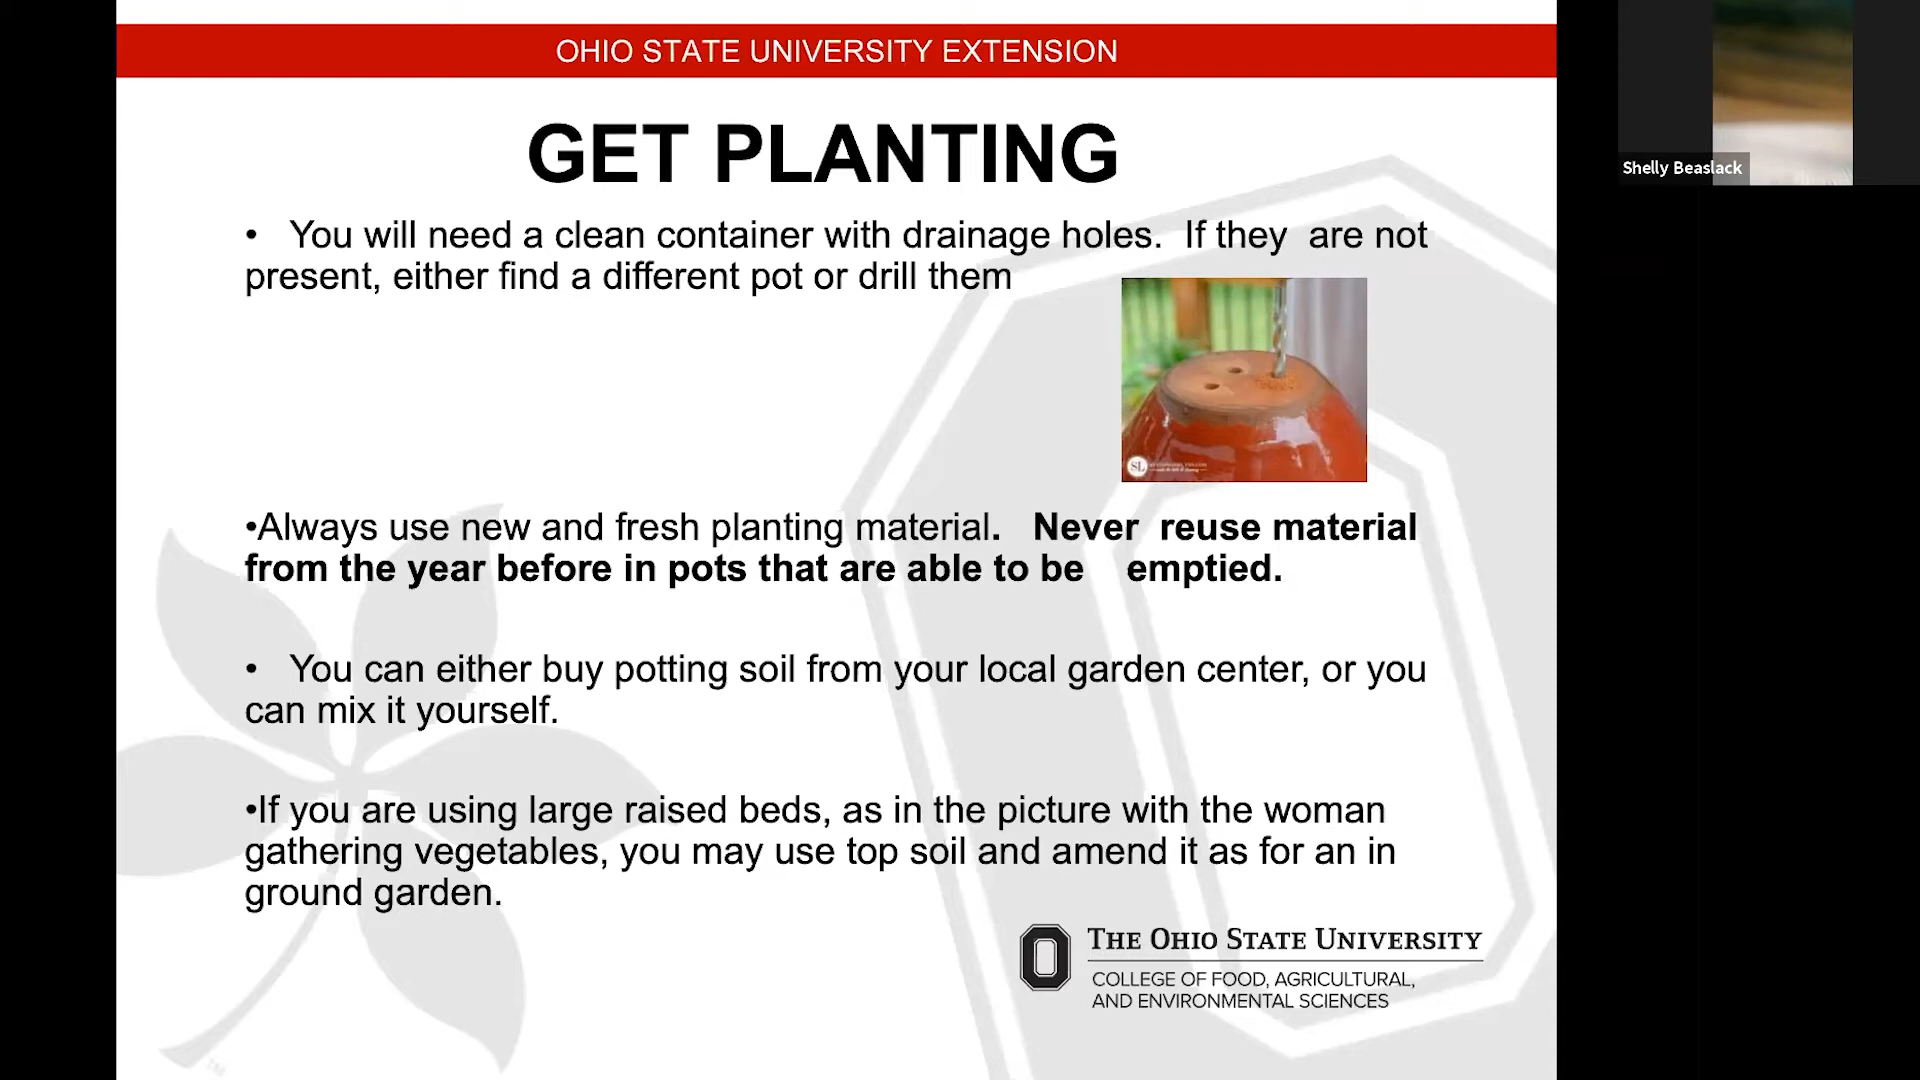 OHIO STATE UNIVERSITY EXTENSION
Shelly Beaslack
GET PLANTING
• You will need a clean container with drainage holes. If they are not
present, either find a different pot or drill them
SL
•Always use new and fresh planting material. Never reuse material
from the year before in pots that are able to be emptied.
• You can either buy potting soil from your local garden center, or you
can mix it yourself.
•If you are using large raised beds, as in the picture with the woman
gathering vegetables, you may use top soil and amend it as for an in
ground garden.
THE OHIO STATE UNIVERSITY
COLLEGE OF FOOD, AGRICULTURAL,
AND ENVIRONMENTAL SCIENCES
TM